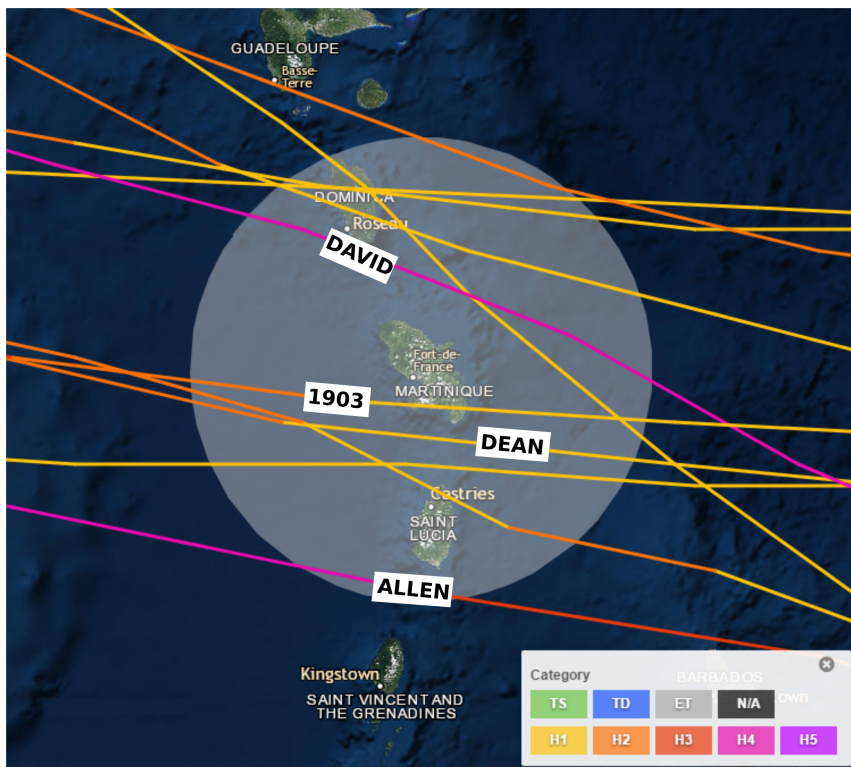 GUADELOUPE
Basse-
Terre
DOMINICA
Roseau
DAVID
Fort-de-
France
MARTINIQUE
1903
DEAN
Castries
SAINT
LUCIA
ALLEN
Kingstown
SAINT VINCENT AND
THE GRENADINES
Category
BARBADOS
own
TS TD ET N/A
H1 H2 H3 H4 H5